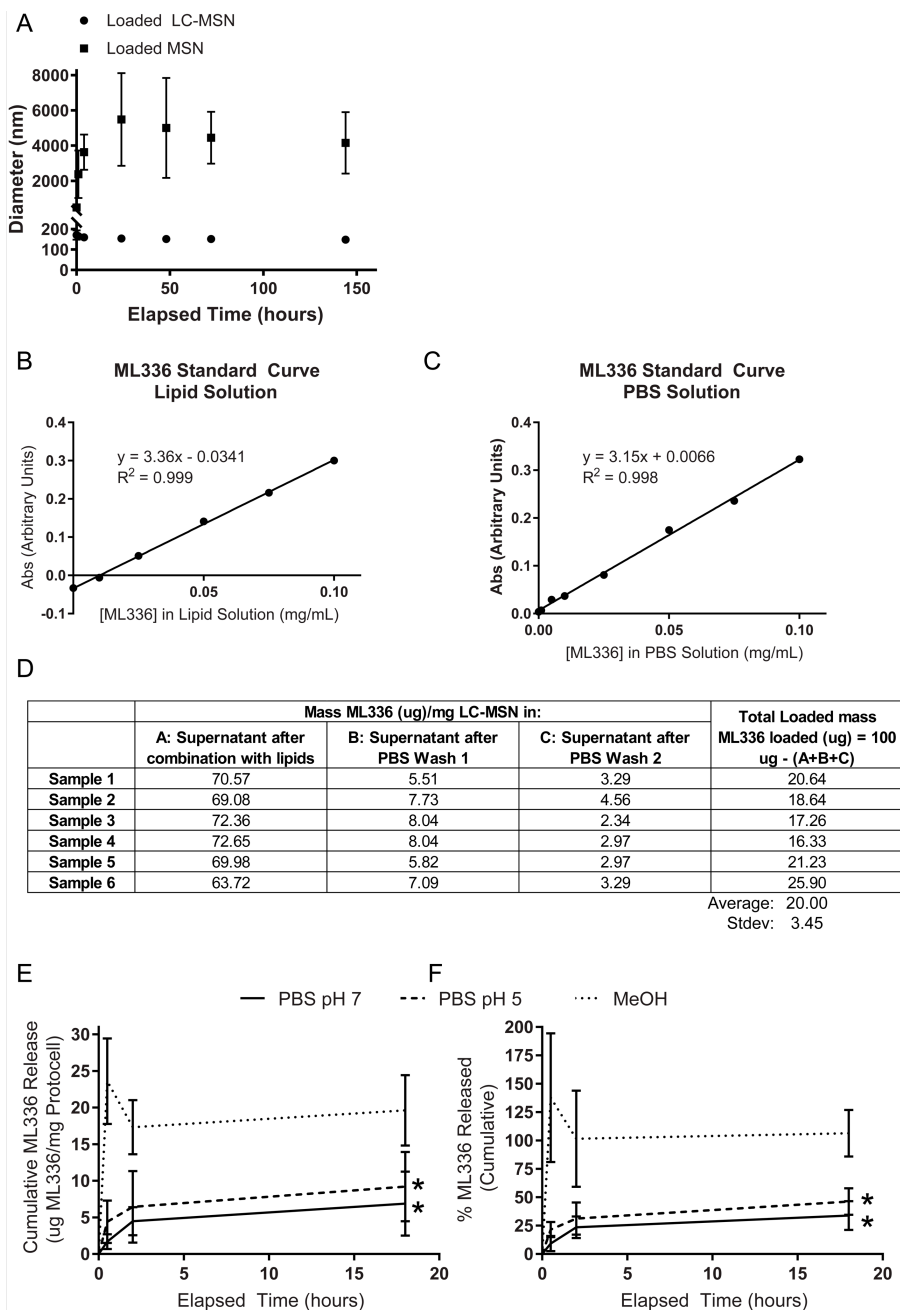 A
Loaded LC-MSN
Loaded MSN
8000
6000
4000
2000
200
100
0
Diameter (nm)
0 50 100 150
Elapsed Time (hours)
B
ML336 Standard Curve
Lipid Solution
y = 3.36x - 0.0341
R2 = 0.999
0.4
0.3
0.2
0.1
0.0
-0.1
Abs (Arbitrary Units)
0.05 0.10
[ML336] in Lipid Solution (mg/mL)
C
ML336 Standard Curve
PBS Solution
y = 3.15x + 0.0066
R2 = 0.998
0.4
0.3
0.2
0.1
0.0
Abs (Arbitrary Units)
0.00 0.05 0.10
[ML336] in PBS Solution (mg/mL)
D
Mass ML336 (ug)/mg LC-MSN in:
A: Supernatant after
combination with lipids
B: Supernatant after
PBS Wash 1
C: Supernatant after
PBS Wash 2
Total Loaded mass
ML336 loaded (ug) = 100
ug - (A+B+C)
Sample 1 70.57 5.51 3.29 20.64
Sample 2 69.08 7.73 4.56 18.64
Sample 3 72.36 8.04 2.34 17.26
Sample 4 72.65 8.04 2.97 16.33
Sample 5 69.98 5.82 2.97 21.23
Sample 6 63.72 7.09 3.29 25.90
Average: 20.00
Stdev: 3.45
E
F
PBS pH 7 PBS pH 5 MeOH
30
25
20
15
10
5
0
Cumulative ML336 Release
(ug ML336/mg Protocell)
*
*
0 5 10 15 20
Elapsed Time (hours)
200
175
150
125
100
75
50
25
0
% ML336 Released
(Cumulative)
*
*
0 5 10 15 20
Elapsed Time (hours)